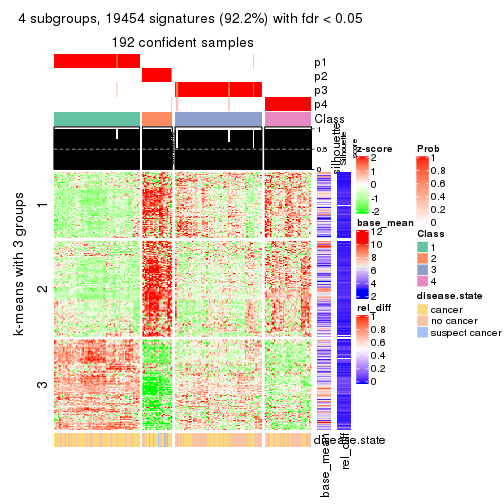 4 subgroups, 19454 signatures (92.2%) with fdr < 0.05
192 confident samples
p1
p2
p3
p4
Class
1
0.5
0
silhouette
Silhouette
score
k-means with 3 groups
1
2
3
disease.state
base_mean
rel_diff
z-score
2
1
0
-1
-2
base_mean
12
10
8
6
4
2
rel_diff
1
0.8
0.6
0.4
0.2
0
Prob
1
0.8
0.6
0.4
0.2
0
Class
1
2
3
4
disease.state
cancer
no cancer
suspect cancer